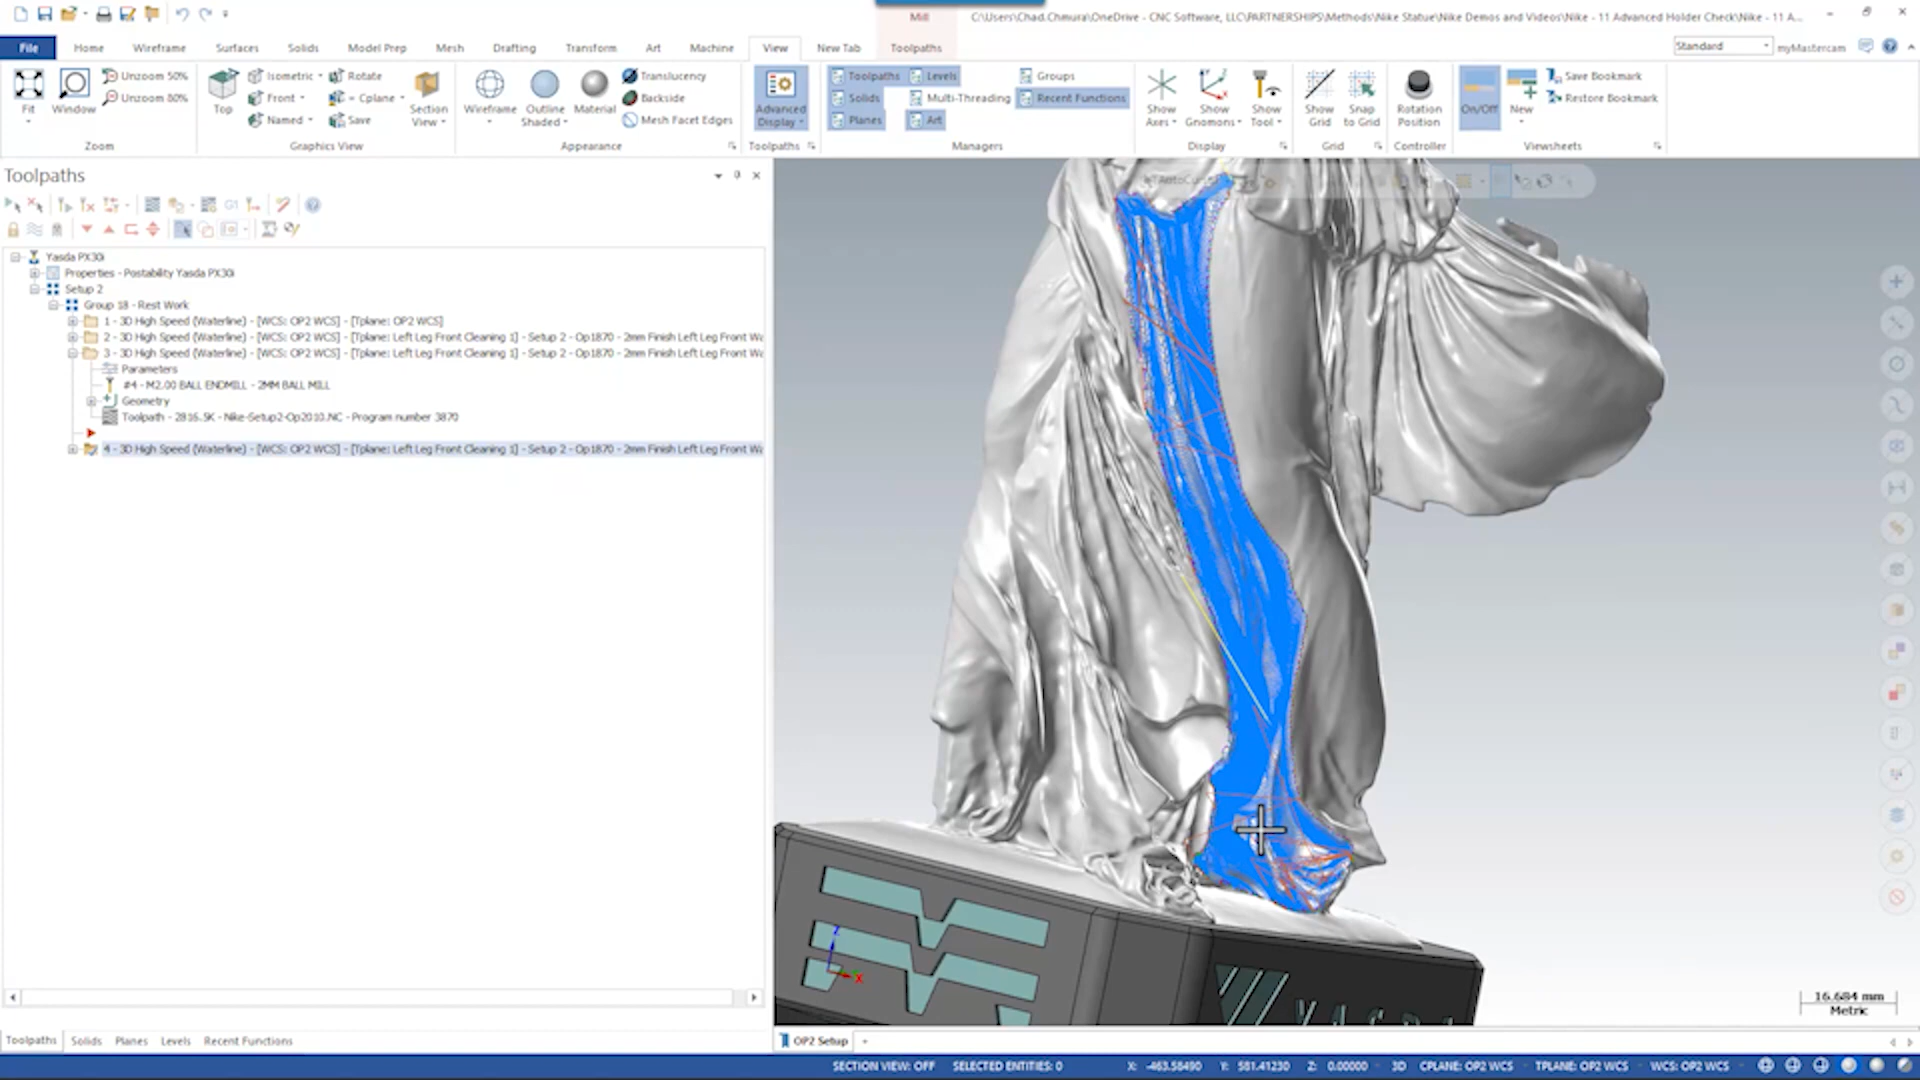 Mill
C:\Users\Chad.Chmura\OneDrive - CNC Software, LLC\PARTNERSHIPS\Methods\Nike Statue\Nike Demos and Videos\Nike - 11 Advanced Holder Check\Nike - 11 A...
File Home Wireframe Surfaces Solids Model Prep Mesh Drafting Transform Art Machine View New Tab Toolpaths Standard myMastercam
Fit Window Unzoom 50% Unzoom 80%
Zoom
Top Isometric Front Named Rotate = Cplane Save Section View
Graphics View
Wireframe Outline Shaded Material Translucency Backside Mesh Facet Edges
Appearance
Advanced Display
Toolpaths
Toolpaths Levels Groups
Solids Multi-Threading Recent Functions
Planes Art
Managers
Show Axes Show Gnomons Show Tool
Display
Show Grid Snap to Grid
Grid
Rotation Position
Controller
On/Off New Save Bookmark Restore Bookmark
Viewsheets
Toolpaths
G1
Yasda PX30i
Properties - Postability Yasda PX30i
Setup 2
Group 18 - Rest Work
1 - 3D High Speed (Waterline) - [WCS: OP2 WCS] - [Tplane: OP2 WCS]
2 - 3D High Speed (Waterline) - [WCS: OP2 WCS] - [Tplane: Left Leg Front Cleaning 1] - Setup 2 - Op1870 - 2mm Finish Left Leg Front Wa
3 - 3D High Speed (Waterline) - [WCS: OP2 WCS] - [Tplane: Left Leg Front Cleaning 1] - Setup 2 - Op1870 - 2mm Finish Left Leg Front Wa
Parameters
#4 - M2.00 BALL ENDMILL - 2MM BALL MILL
Geometry
Toolpath - 2816.5K - Nike-Setup2-Op2010.NC - Program number 3870
4 - 3D High Speed (Waterline) - [WCS: OP2 WCS] - [Tplane: Left Leg Front Cleaning 1] - Setup 2 - Op1870 - 2mm Finish Left Leg Front Wa
X
16.684 mm
Metric
Toolpaths Solids Planes Levels Recent Functions
OP2 Setup
SECTION VIEW: OFF SELECTED ENTITIES: 0 X: -463.58490 Y: 581.41230 Z: 0.00000 3D CPLANE: OP2 WCS TPLANE: OP2 WCS WCS: OP2 WCS